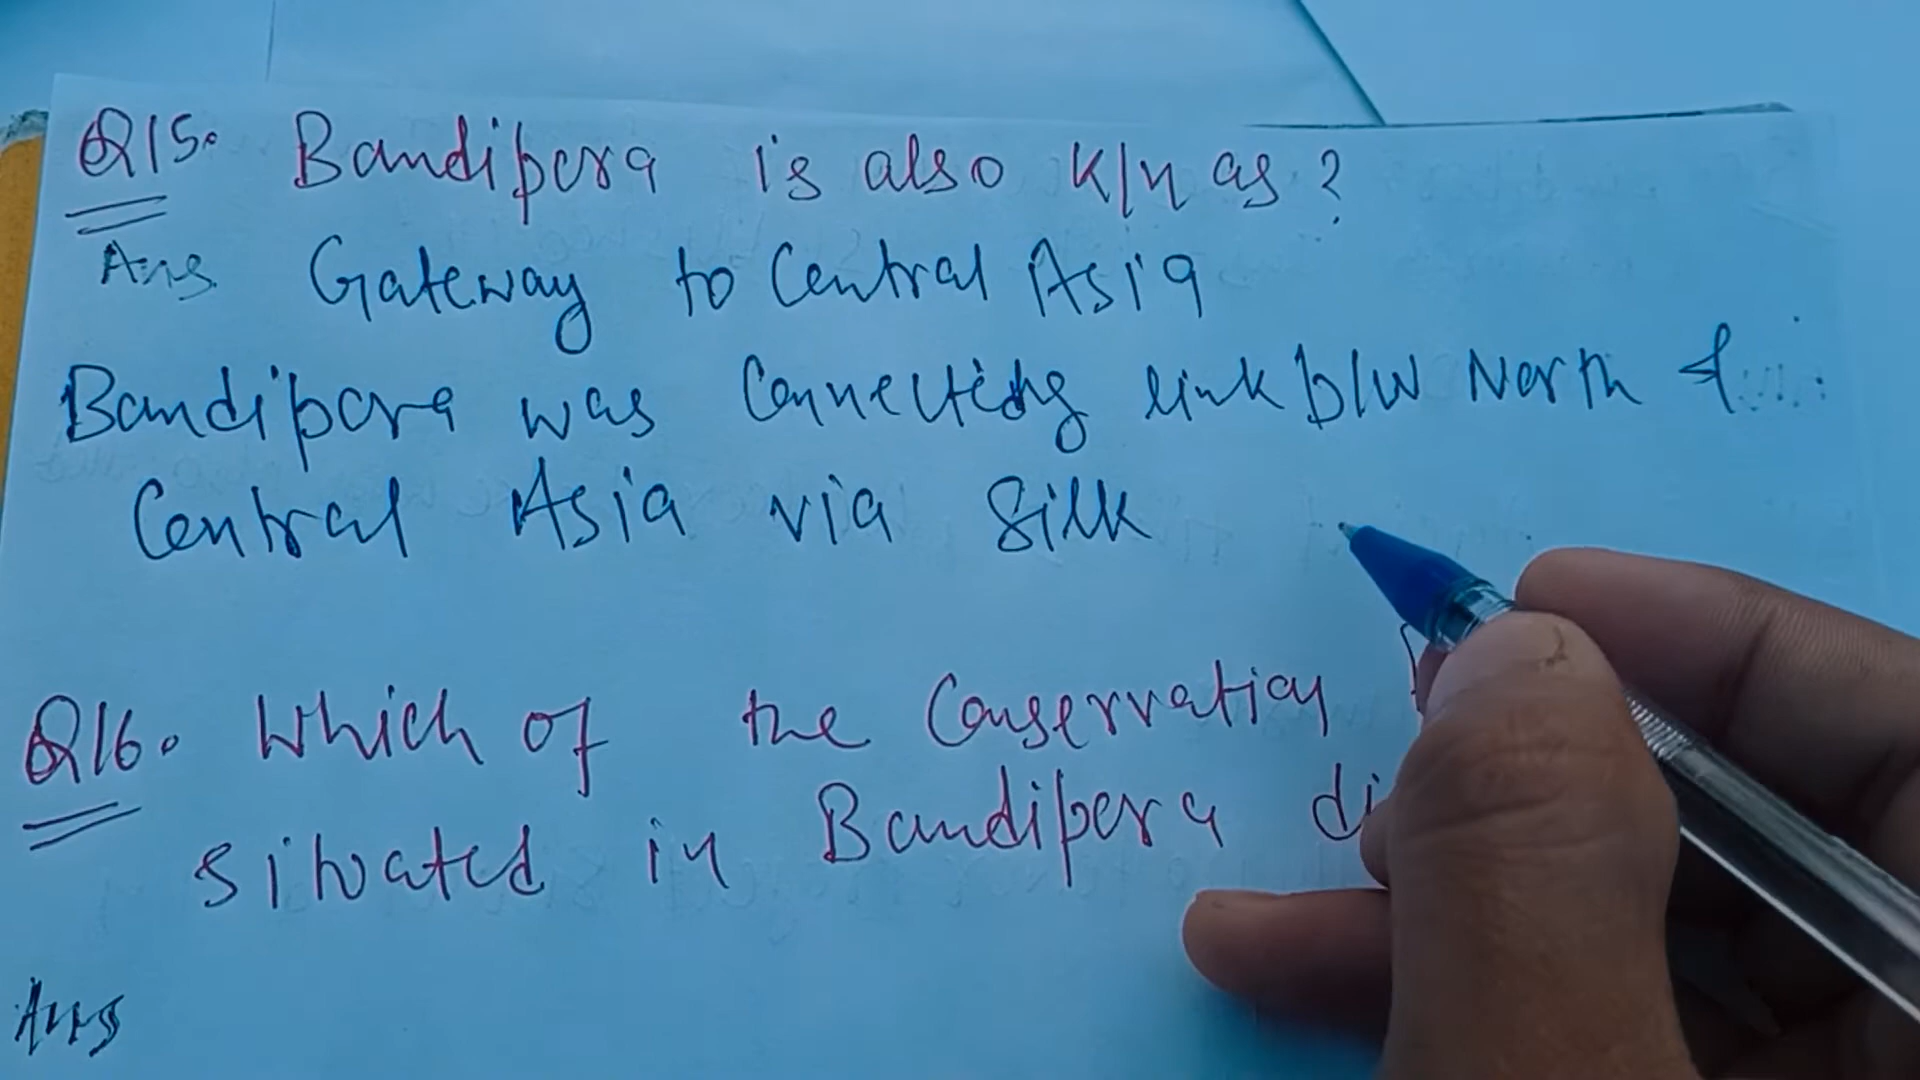 Q15. Bandipora is also K/n as?
Ans Gateway to Central Asia
Bandipora was Connecting link b/w North &
Central Asia via Silk
Q16. Which of the Conservation
situated in Bandipora di
Ans